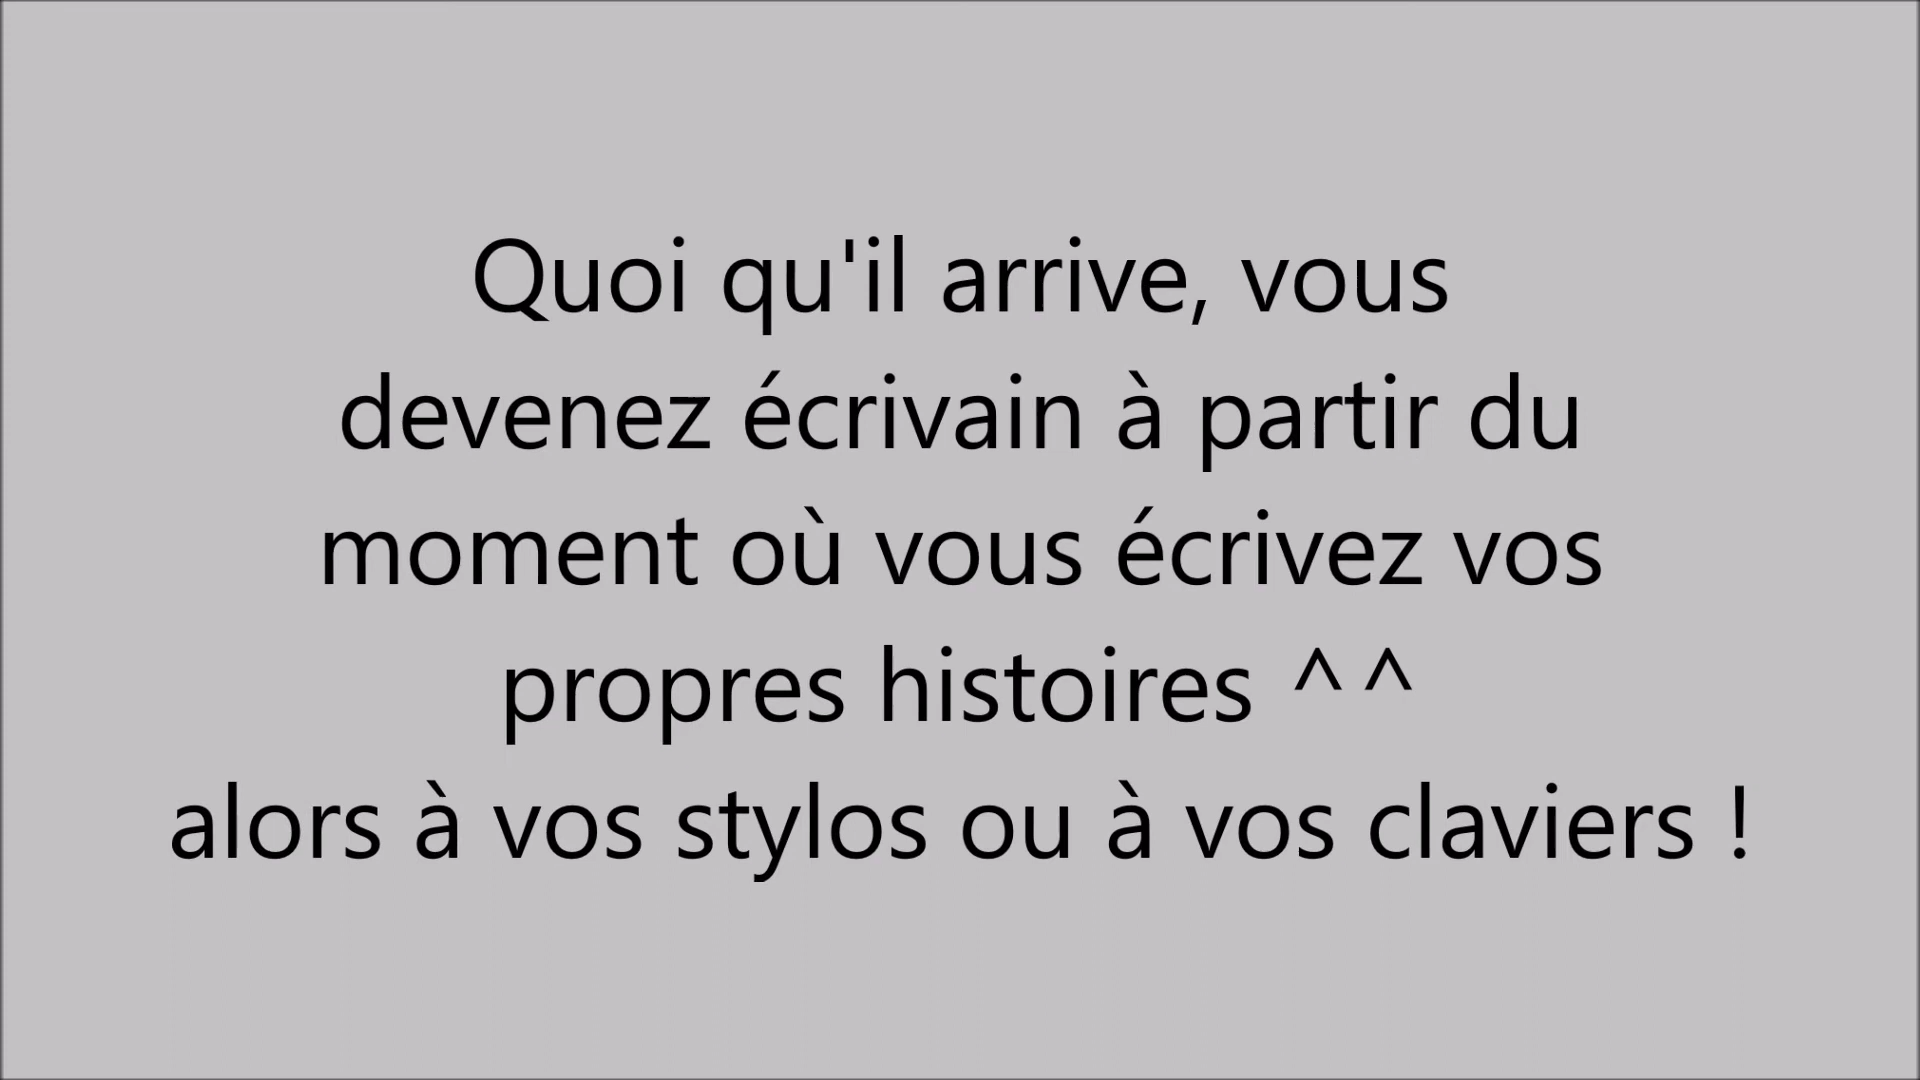 Quoi qu'il arrive, vous
devenez écrivain à partir du
moment où vous écrivez vos
propres histoires ^^
alors à vos stylos ou à vos claviers !